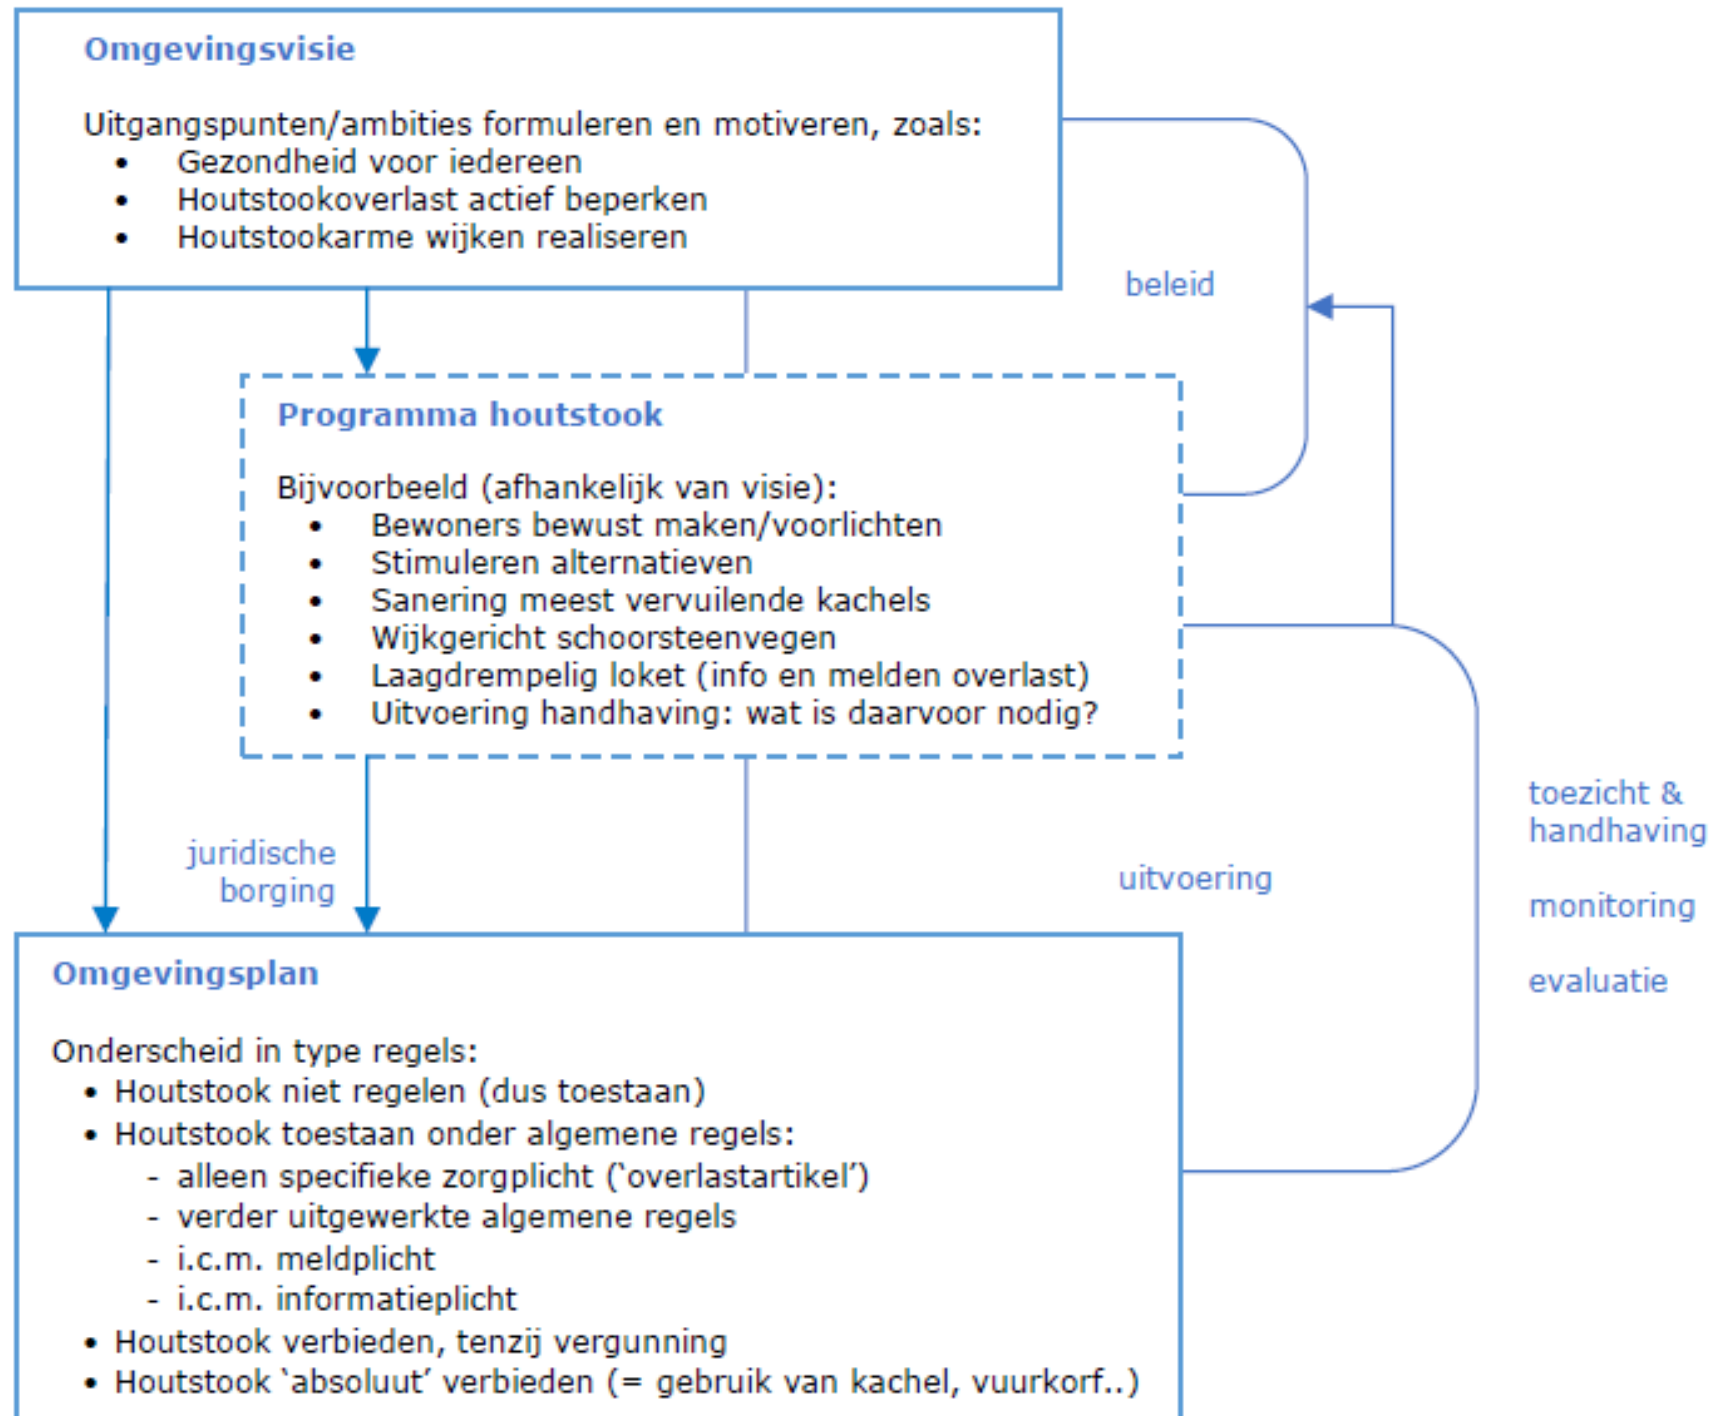 Omgevingsvisie
Uitgangspunten/ambities formuleren en motiveren, zoals:
• Gezondheid voor iedereen
• Houtstookoverlast actief beperken
• Houtstookarme wijken realiseren
beleid
Programma houtstook
Bijvoorbeeld (afhankelijk van visie):
• Bewoners bewust maken/voorlichten
• Stimuleren alternatieven
• Sanering meest vervuilende kachels
• Wijkgericht schoorsteenvegen
• Laagdrempelig loket (info en melden overlast)
• Uitvoering handhaving: wat is daarvoor nodig?
juridische
borging
uitvoering
toezicht &
handhaving
monitoring
evaluatie
Omgevingsplan
Onderscheid in type regels:
• Houtstook niet regelen (dus toestaan)
• Houtstook toestaan onder algemene regels:
- alleen specifieke zorgplicht (‘overlastartikel’)
- verder uitgewerkte algemene regels
- i.c.m. meldplicht
- i.c.m. informatieplicht
• Houtstook verbieden, tenzij vergunning
• Houtstook ‘absoluut’ verbieden (= gebruik van kachel, vuurkorf..)